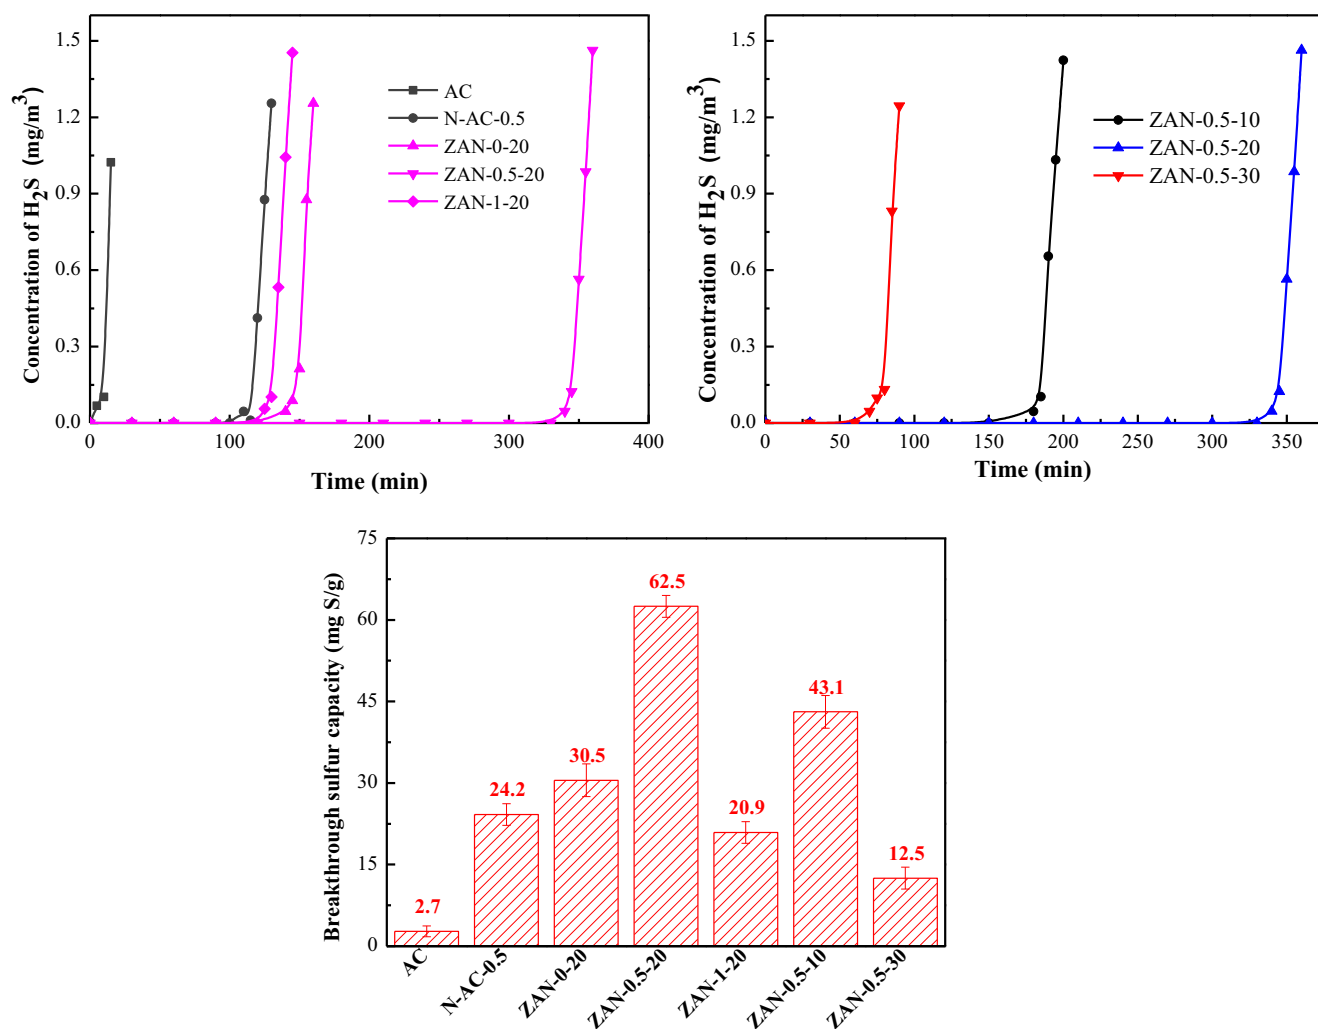 Concentration of H2S (mg/m3)
1.5
1.2
0.9
0.6
0.3
0.0
AC
N-AC-0.5
ZAN-0-20
ZAN-0.5-20
ZAN-1-20
0
100
200
300
400
Time (min)
Concentration of H2S (mg/m3)
1.5
1.2
0.9
0.6
0.3
0.0
ZAN-0.5-10
ZAN-0.5-20
ZAN-0.5-30
0
50
100
150
200
250
300
350
Time (min)
Breakthrough sulfur capacity (mg S/g)
75
60
45
30
15
0
2.7
24.2
30.5
62.5
20.9
43.1
12.5
AC
N-AC-0.5
ZAN-0-20
ZAN-0.5-20
ZAN-1-20
ZAN-0.5-10
ZAN-0.5-30